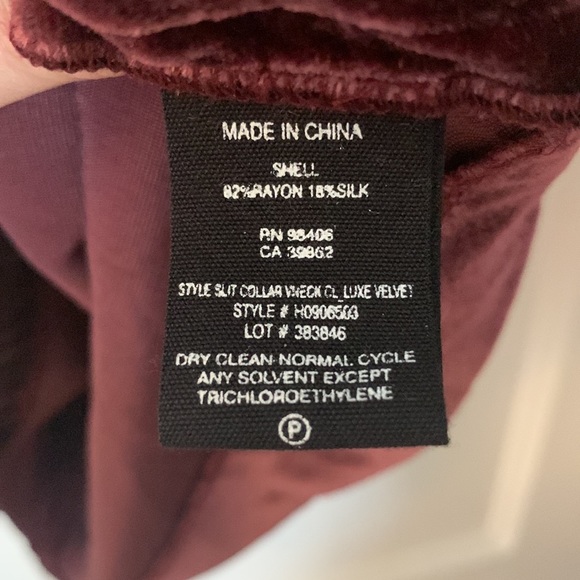 MADE IN CHINA
SHELL
82%RAYON 18%SILK
RN 98406
CA 39862
STYLE SLIT COLLAR VNECK CL_LUXE VELVET
STYLE # H0906503
LOT # 383846
DRY CLEAN-NORMAL CYCLE
ANY SOLVENT EXCEPT
TRICHLOROETHYLENE
P